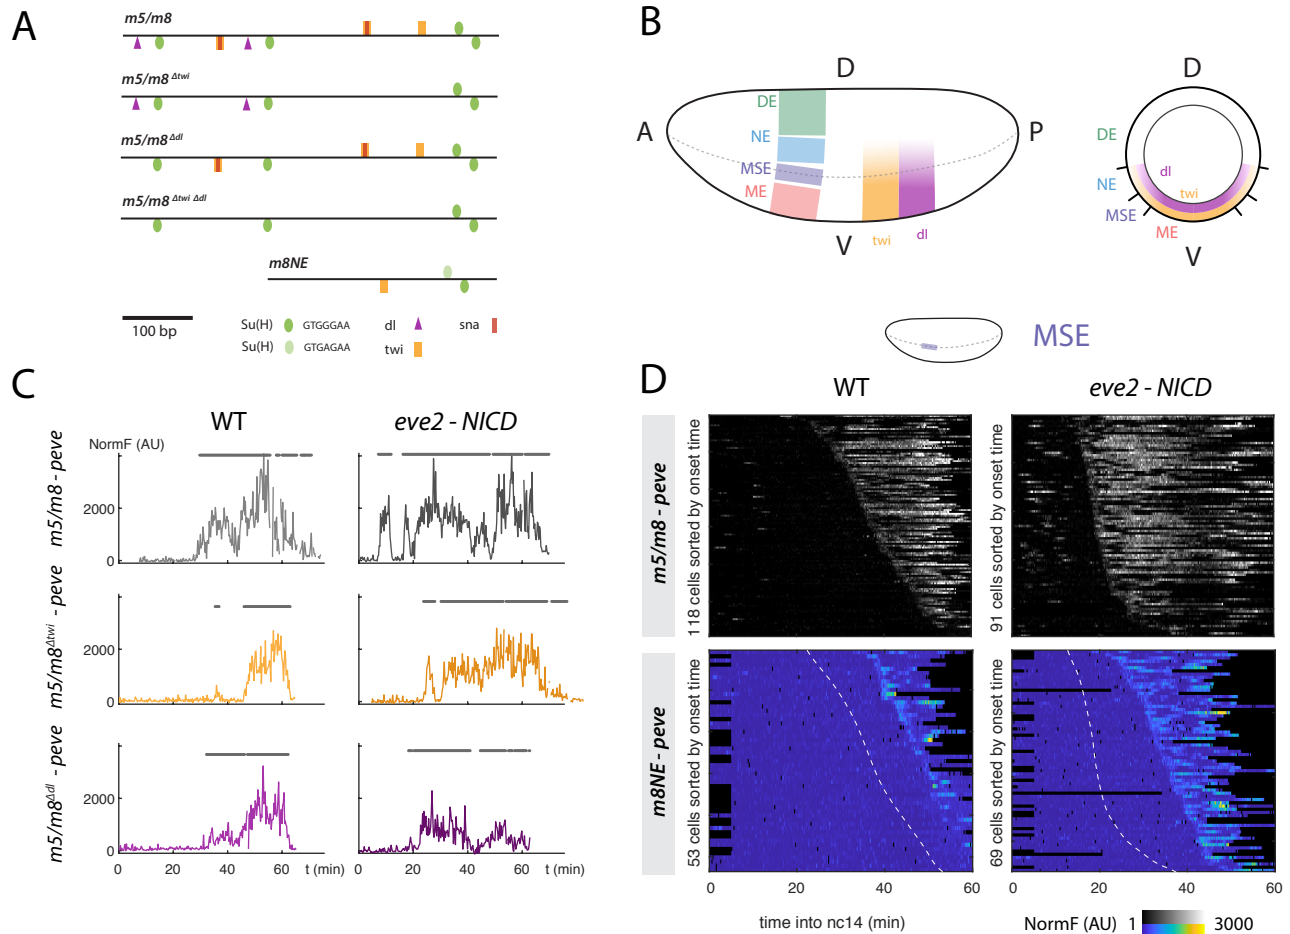 A
m5/m8
m5/m8 Δtwi
m5/m8 Δdl
m5/m8 Δtwi Δdl
m8NE
100 bp
Su(H) GTGGGAA dl sna
Su(H) GTGAGAA twi
B
D
A
P
V
DE
NE
MSE
ME
twi
dl
D
DE
NE
MSE
ME
V
dl
twi
MSE
C
WT
eve2 - NICD
NormF (AU)
m5/m8 - peve
2000
0
m5/m8 Δtwi - peve
2000
0
m5/m8 Δdl - peve
2000
0
0 20 40 60 t (min)
0 20 40 60 t (min)
D
WT
eve2 - NICD
m5/m8 - peve
118 cells sorted by onset time
91 cells sorted by onset time
m8NE - peve
53 cells sorted by onset time
69 cells sorted by onset time
0 20 40 60
0 20 40 60
time into nc14 (min)
NormF (AU) 1 3000